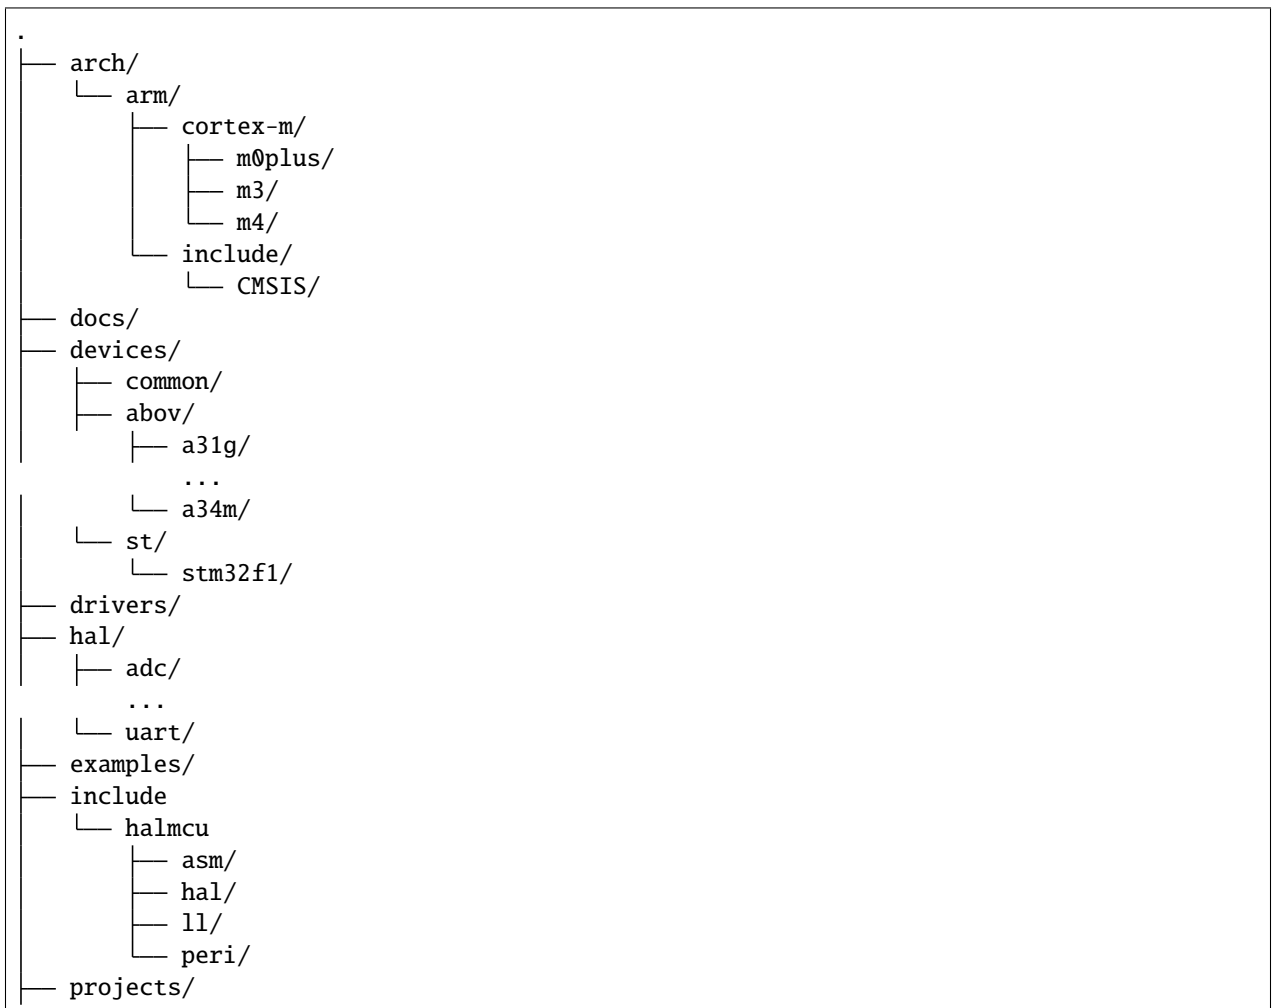 .
├── arch/
│   └── arm/
│       ├── cortex-m/
│       │   ├── m0plus/
│       │   ├── m3/
│       │   └── m4/
│       └── include/
│           └── CMSIS/
├── docs/
├── devices/
│   ├── common/
│   ├── abov/
│       ├── a31g/
            ...
│       └── a34m/
│   └── st/
│       └── stm32f1/
├── drivers/
├── hal/
│   ├── adc/
        ...
│   └── uart/
├── examples/
├── include
│   └── halmcu
│       ├── asm/
│       ├── hal/
│       ├── ll/
│       └── peri/
├── projects/